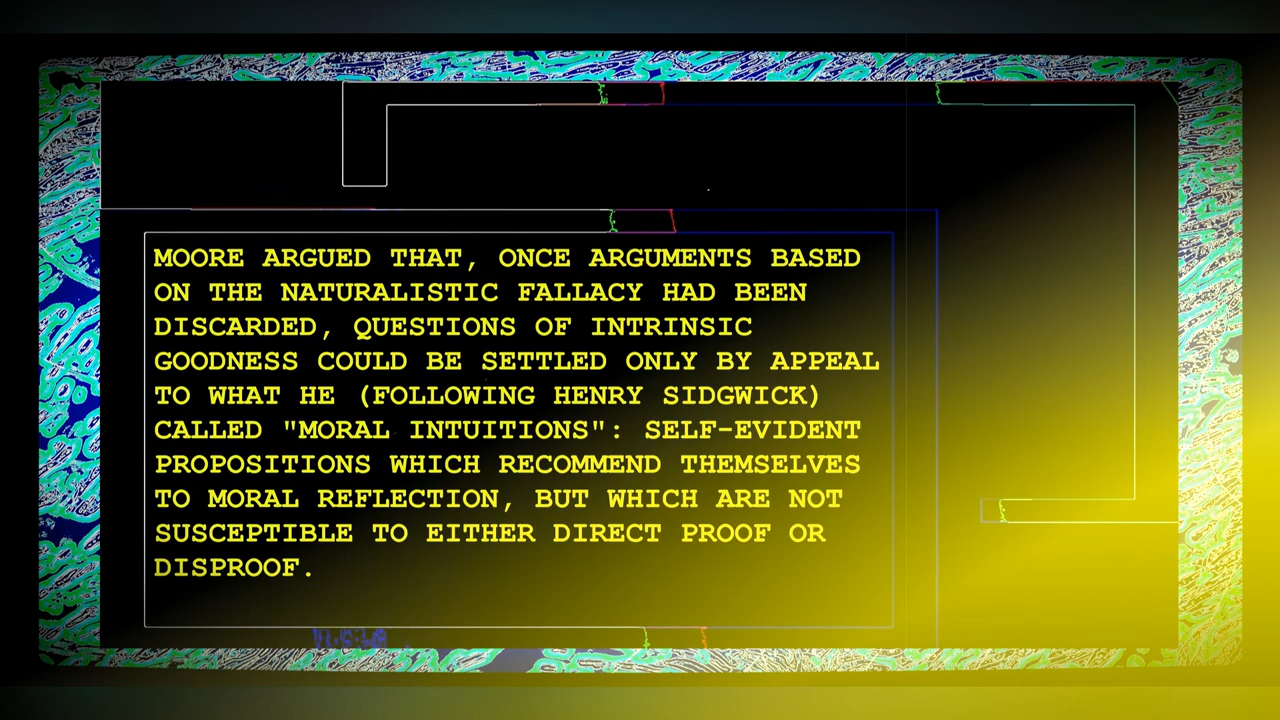 MOORE ARGUED THAT, ONCE ARGUMENTS BASED
ON THE NATURALISTIC FALLACY HAD BEEN
DISCARDED, QUESTIONS OF INTRINSIC
GOODNESS COULD BE SETTLED ONLY BY APPEAL
TO WHAT HE (FOLLOWING HENRY SIDGWICK)
CALLED "MORAL INTUITIONS": SELF-EVIDENT
PROPOSITIONS WHICH RECOMMEND THEMSELVES
TO MORAL REFLECTION, BUT WHICH ARE NOT
SUSCEPTIBLE TO EITHER DIRECT PROOF OR
DISPROOF.